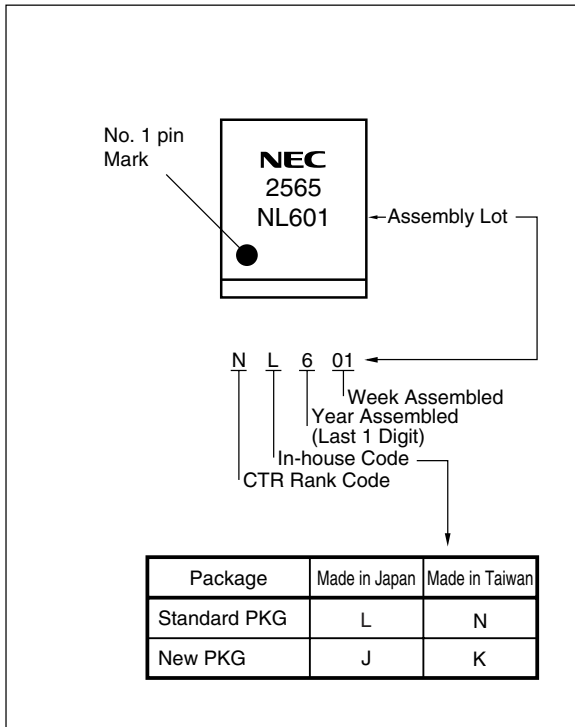 No. 1 pin
Mark
NEC
2565
NL601
Assembly Lot
N L 6 01
Week Assembled
Year Assembled
(Last 1 Digit)
In-house Code
CTR Rank Code
Package Made in Japan Made in Taiwan
Standard PKG L N
New PKG J K